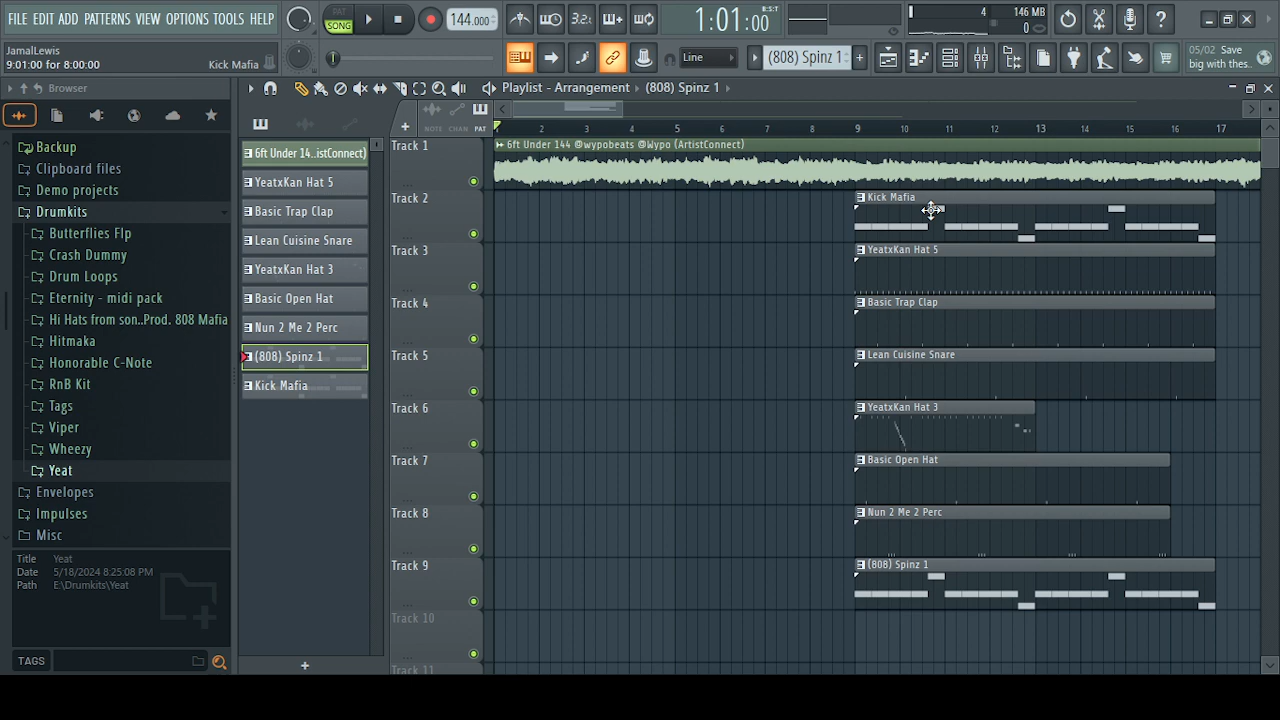 FILE EDIT ADD PATTERNS VIEW OPTIONS TOOLS HELP
PAT
SONG
144.000
3.2
1:01:00
B:S:T
4
146 MB
0
JamalLewis
9:01:00 for 8:00:00
Kick Mafia
Line
(808) Spinz 1
05/02 Save
big with thes..
Browser
Playlist - Arrangement
(808) Spinz 1
NOTE CHAN PAT
2 3 4 5 6 7 8 9 10 11 12 13 14 15 16 17
Backup
Clipboard files
Demo projects
Drumkits
Butterflies Flp
Crash Dummy
Drum Loops
Eternity - midi pack
Hi Hats from son..Prod. 808 Mafia
Hitmaka
Honorable C-Note
RnB Kit
Tags
Viper
Wheezy
Yeat
Envelopes
Impulses
Misc
Title Yeat
Date 5/18/2024 8:25:08 PM
Path E:\Drumkits\Yeat
TAGS
6ft Under 14..istConnect)
YeatxKan Hat 5
Basic Trap Clap
Lean Cuisine Snare
YeatxKan Hat 3
Basic Open Hat
Nun 2 Me 2 Perc
(808) Spinz 1
Kick Mafia
+
Track 1
6ft Under 144 @wypobeats @Wypo (ArtistConnect)
Track 2
Kick Mafia
Track 3
YeatxKan Hat 5
Track 4
Basic Trap Clap
Track 5
Lean Cuisine Snare
Track 6
YeatxKan Hat 3
Track 7
Basic Open Hat
Track 8
Nun 2 Me 2 Perc
Track 9
(808) Spinz 1
Track 10
Track 11